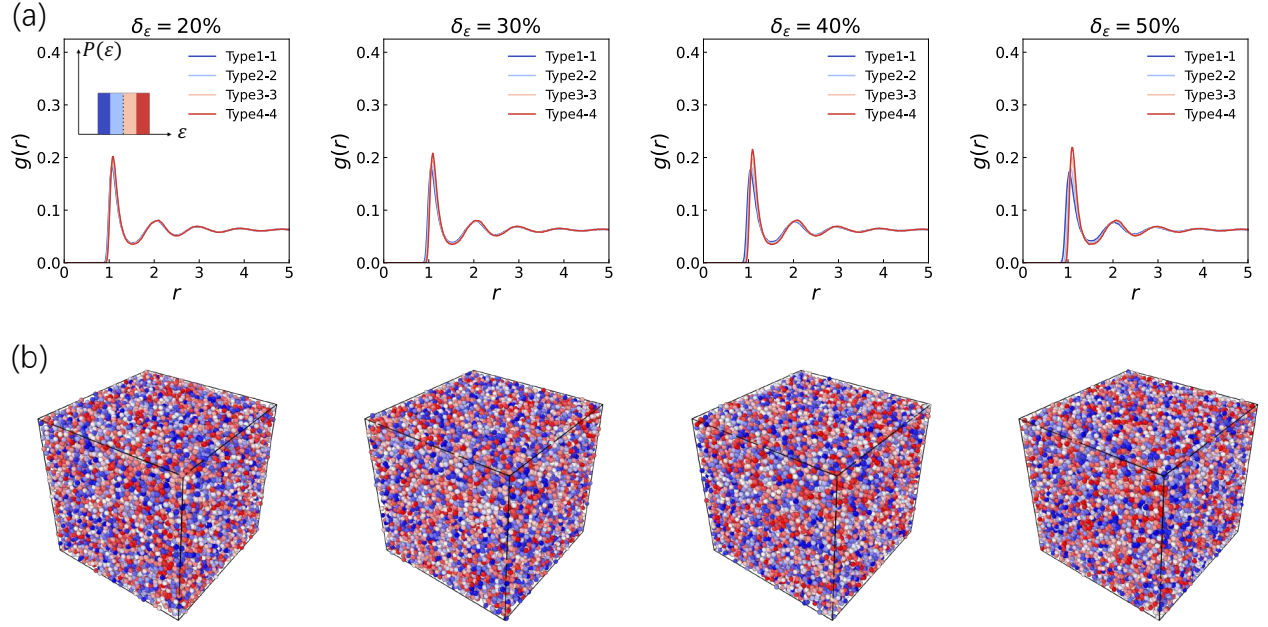 (a)
δ_ε = 20%
P(ε)
ε
Type1-1
Type2-2
Type3-3
Type4-4
g(r)
0.4
0.3
0.2
0.1
0.0
0 1 2 3 4 5
r
δ_ε = 30%
Type1-1
Type2-2
Type3-3
Type4-4
g(r)
0.4
0.3
0.2
0.1
0.0
0 1 2 3 4 5
r
δ_ε = 40%
Type1-1
Type2-2
Type3-3
Type4-4
g(r)
0.4
0.3
0.2
0.1
0.0
0 1 2 3 4 5
r
δ_ε = 50%
Type1-1
Type2-2
Type3-3
Type4-4
g(r)
0.4
0.3
0.2
0.1
0.0
0 1 2 3 4 5
r
(b)